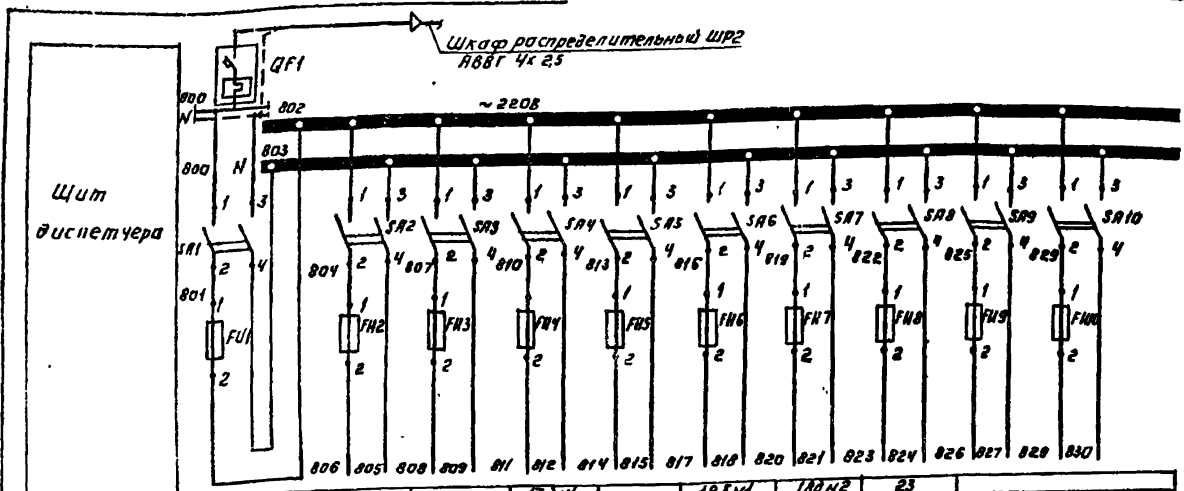 Шкаф распределительный ШР2
АВВГ 4х 2,5
QF1
800
N
802
~ 220В
803
800
N
Щит
диспетчера
1 3 1 3 1 3 1 3 1 3 1 3 1 3 1 3 1 3 1 3
SA1 SA2 SA3 SA4 SA5 SA6 SA7 SA8 SA9 SA10
2 4 2 4 2 4 2 4 2 4 2 4 2 4 2 4 2 4 2 4
801 804 807 810 813 816 819 822 825 829
1 1 1 1 1 1 1 1 1 1
FU1 FU2 FU3 FU4 FU5 FU6 FU7 FU8 FU9 FU10
2 2 2 2 2 2 2 2 2 2
806 805 808 809 811 812 814 815 817 818 820 821 823 824 826 827 828 830
180м2 23